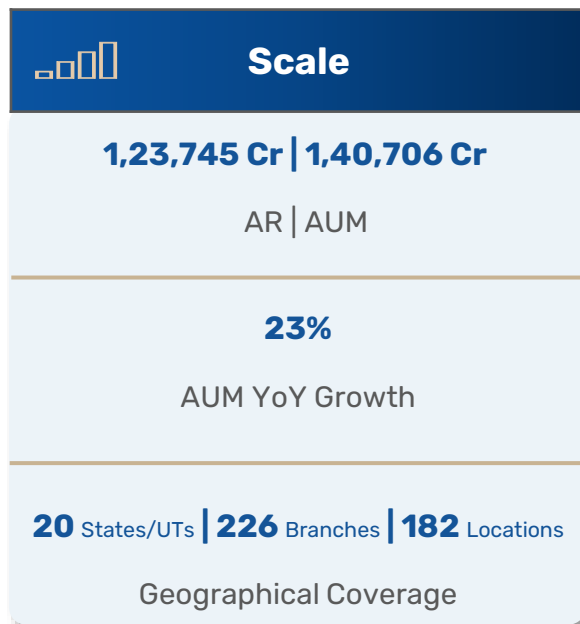 Scale
1,23,745 Cr | 1,40,706 Cr
AR | AUM
23%
AUM YoY Growth
20 States/UTs | 226 Branches | 182 Locations
Geographical Coverage